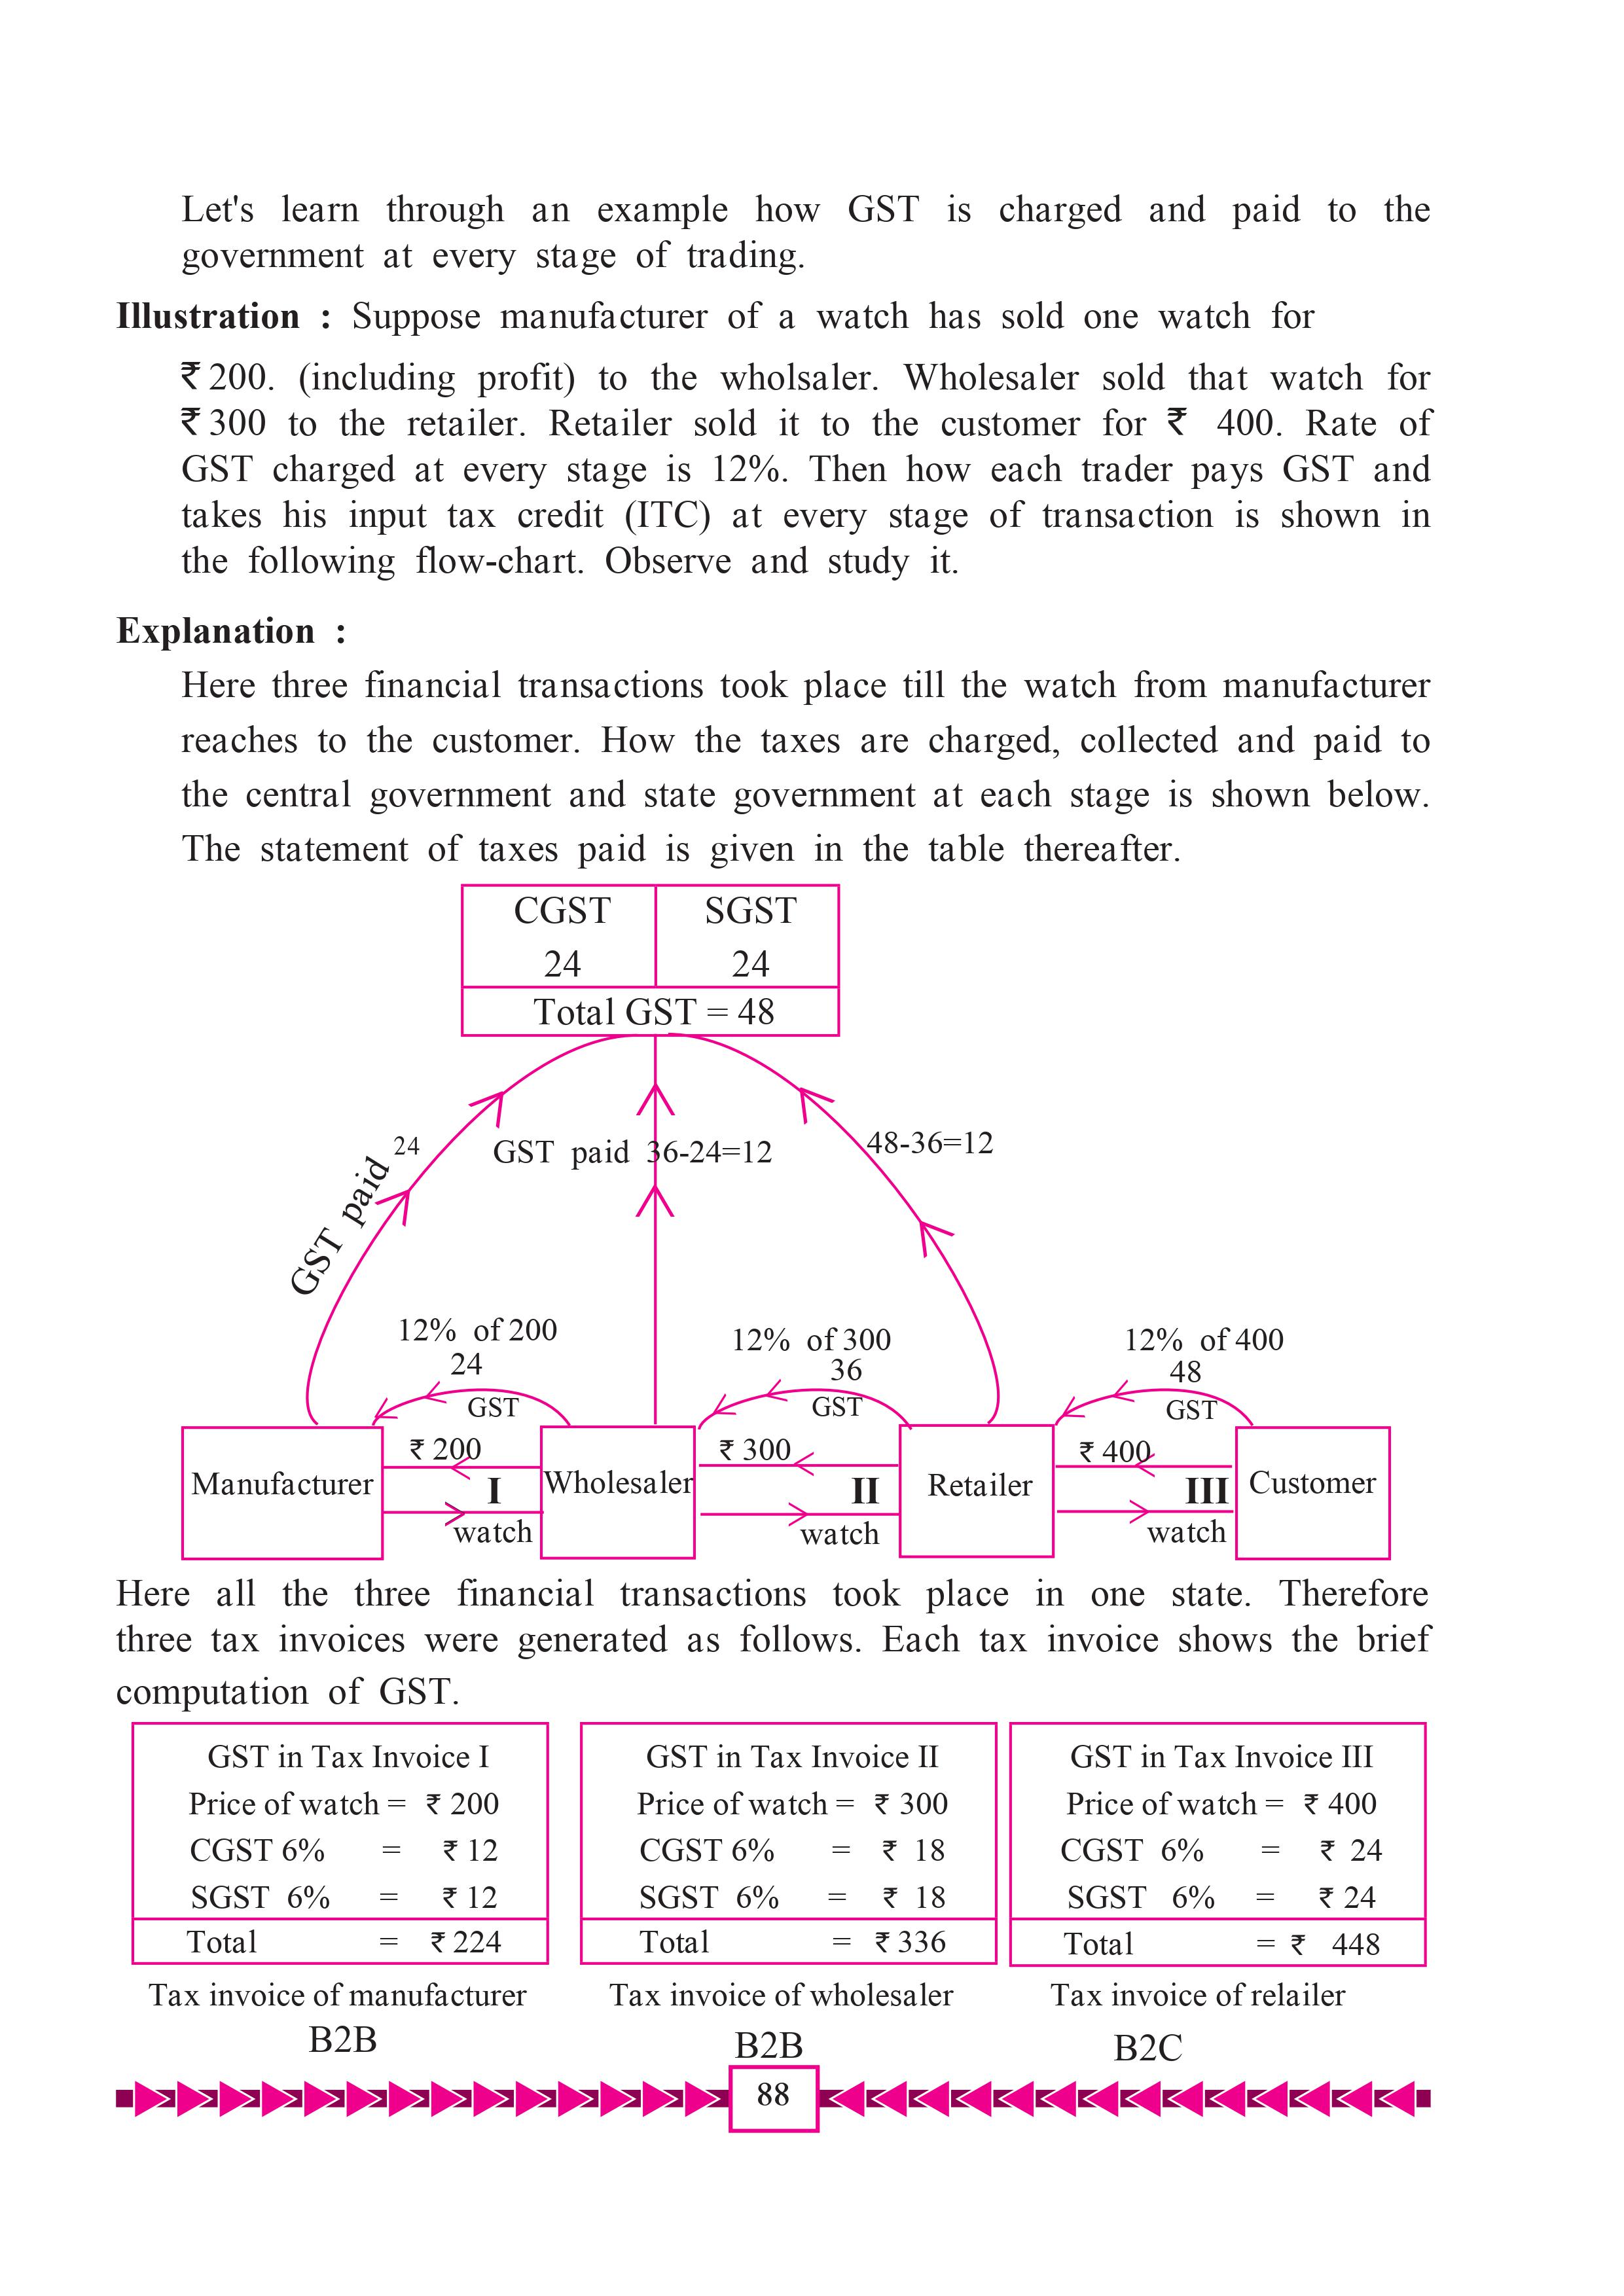 Let's learn through an example how GST is charged and paid to the
government at every stage of trading.
Illustration : Suppose manufacturer of a watch has sold one watch for
₹ 200. (including profit) to the wholsaler. Wholesaler sold that watch for
₹ 300 to the retailer. Retailer sold it to the customer for ₹ 400. Rate of
GST charged at every stage is 12%. Then how each trader pays GST and
takes his input tax credit (ITC) at every stage of transaction is shown in
the following flow-chart. Observe and study it.
Explanation :
Here three financial transactions took place till the watch from manufacturer
reaches to the customer. How the taxes are charged, collected and paid to
the central government and state government at each stage is shown below.
The statement of taxes paid is given in the table thereafter.
CGST SGST
24 24
Total GST = 48
GST paid 24
GST paid 36-24=12
48-36=12
12% of 200
24
GST
12% of 300
36
GST
12% of 400
48
GST
₹ 200
₹ 300
₹ 400
Manufacturer
I
Wholesaler
II
Retailer
III
Customer
watch
watch
watch
Here all the three financial transactions took place in one state. Therefore
three tax invoices were generated as follows. Each tax invoice shows the brief
computation of GST.
GST in Tax Invoice I
Price of watch = ₹ 200
CGST 6% = ₹ 12
SGST 6% = ₹ 12
Total = ₹ 224
Tax invoice of manufacturer
B2B
GST in Tax Invoice II
Price of watch = ₹ 300
CGST 6% = ₹ 18
SGST 6% = ₹ 18
Total = ₹ 336
Tax invoice of wholesaler
B2B
GST in Tax Invoice III
Price of watch = ₹ 400
CGST 6% = ₹ 24
SGST 6% = ₹ 24
Total = ₹ 448
Tax invoice of relailer
B2C
88